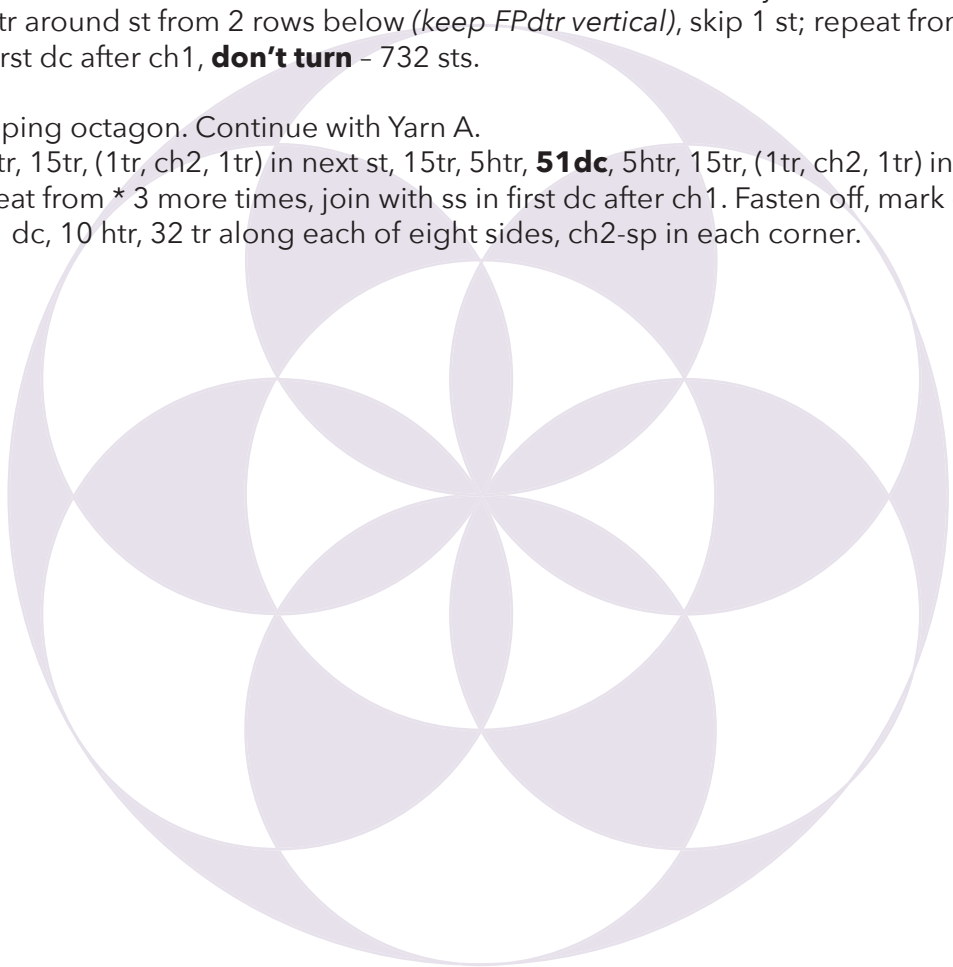 tr around st from 2 rows below (keep FPdtr vertical), skip 1 st; repeat from
rst dc after ch1, don't turn – 732 sts.
ping octagon. Continue with Yarn A.
tr, 15tr, (1tr, ch2, 1tr) in next st, 15tr, 5htr, 51dc, 5htr, 15tr, (1tr, ch2, 1tr) in
eat from * 3 more times, join with ss in first dc after ch1. Fasten off, mark
dc, 10 htr, 32 tr along each of eight sides, ch2-sp in each corner.